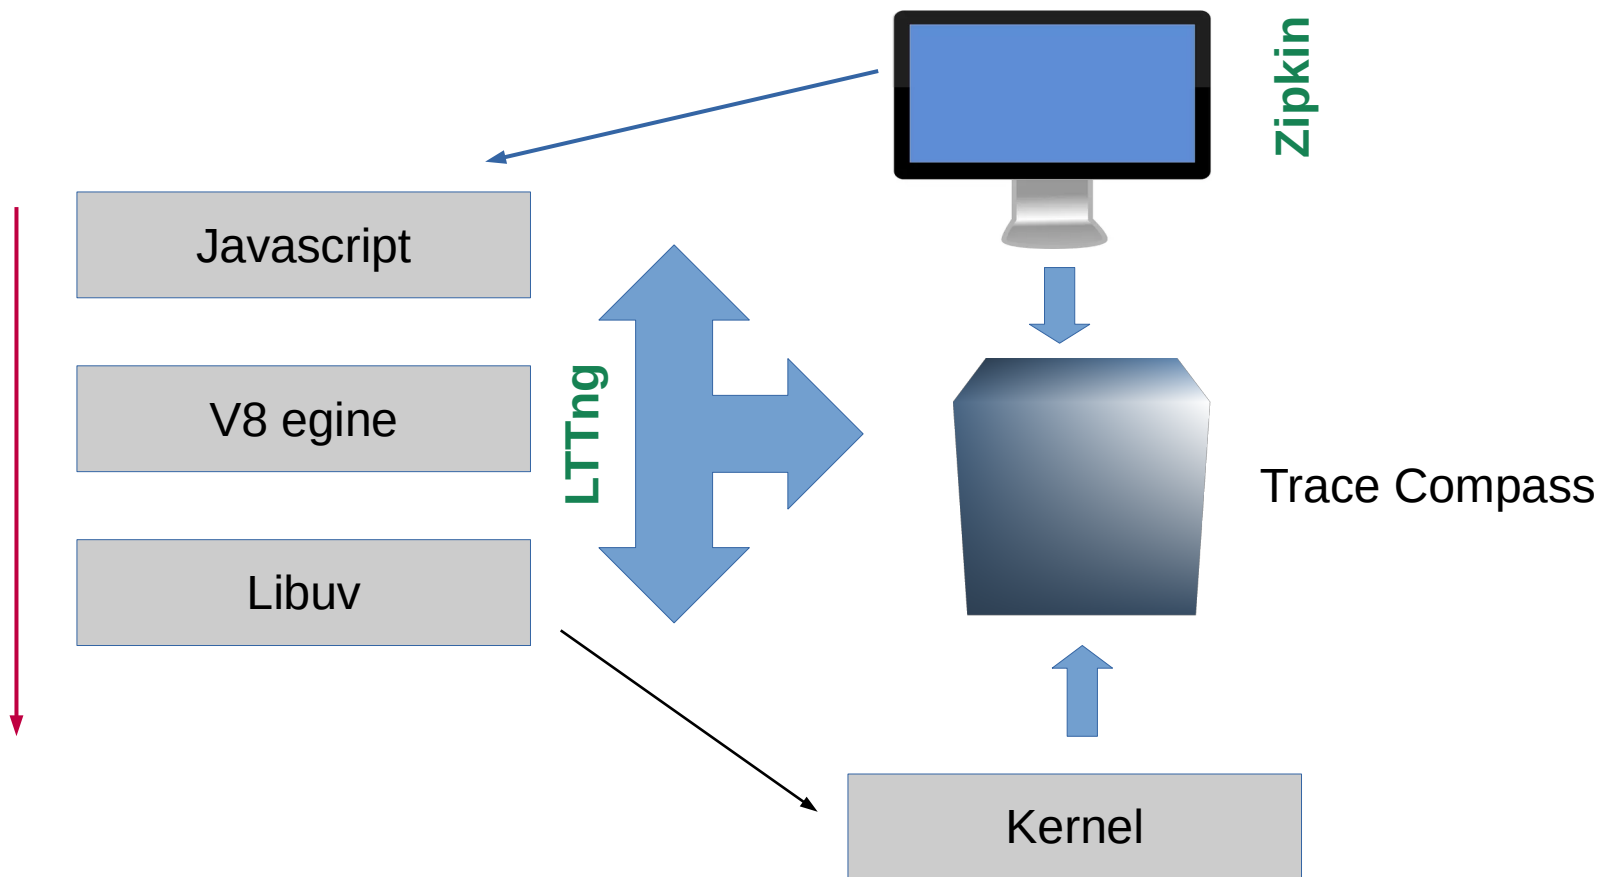 Zipkin
Javascript
V8 egine
LTTng
Trace Compass
Libuv
Kernel